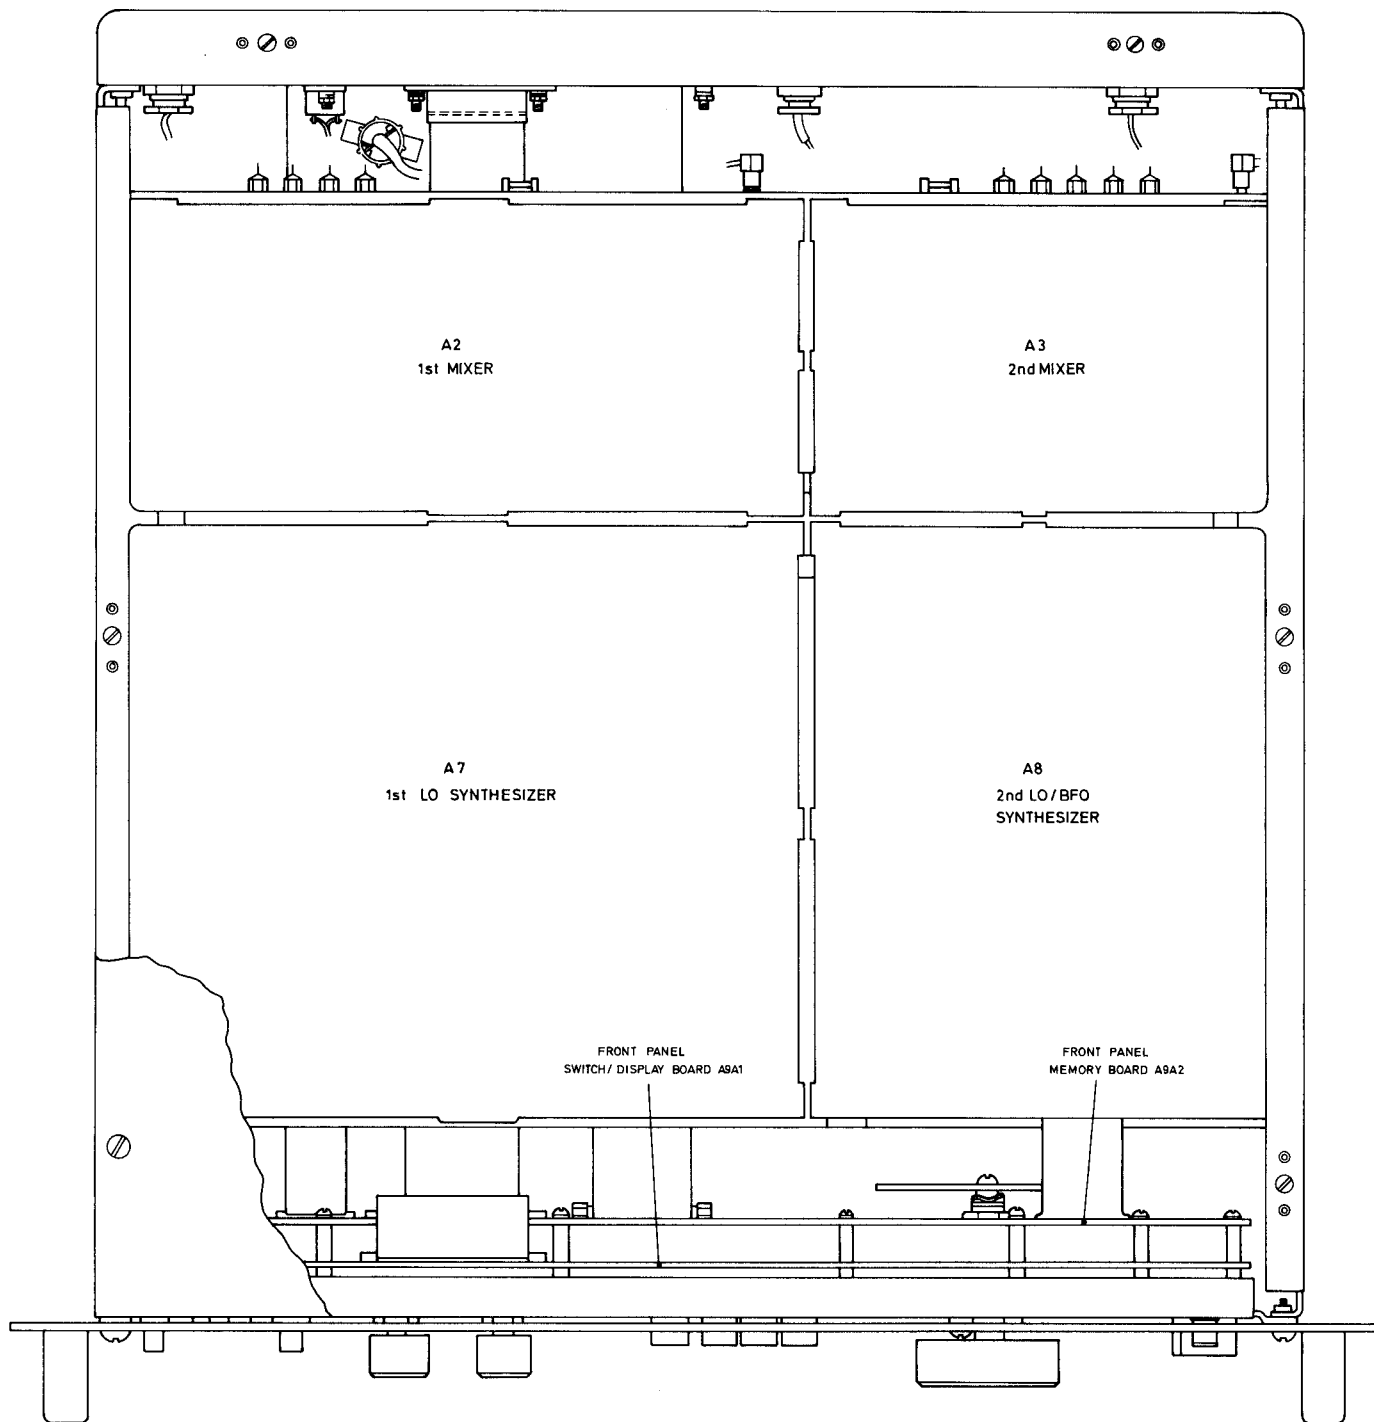 A2
1st MIXER
A3
2nd MIXER
A7
1st LO SYNTHESIZER
A8
2nd LO/BFO
SYNTHESIZER
FRONT PANEL
SWITCH/DISPLAY BOARD A9A1
FRONT PANEL
MEMORY BOARD A9A2